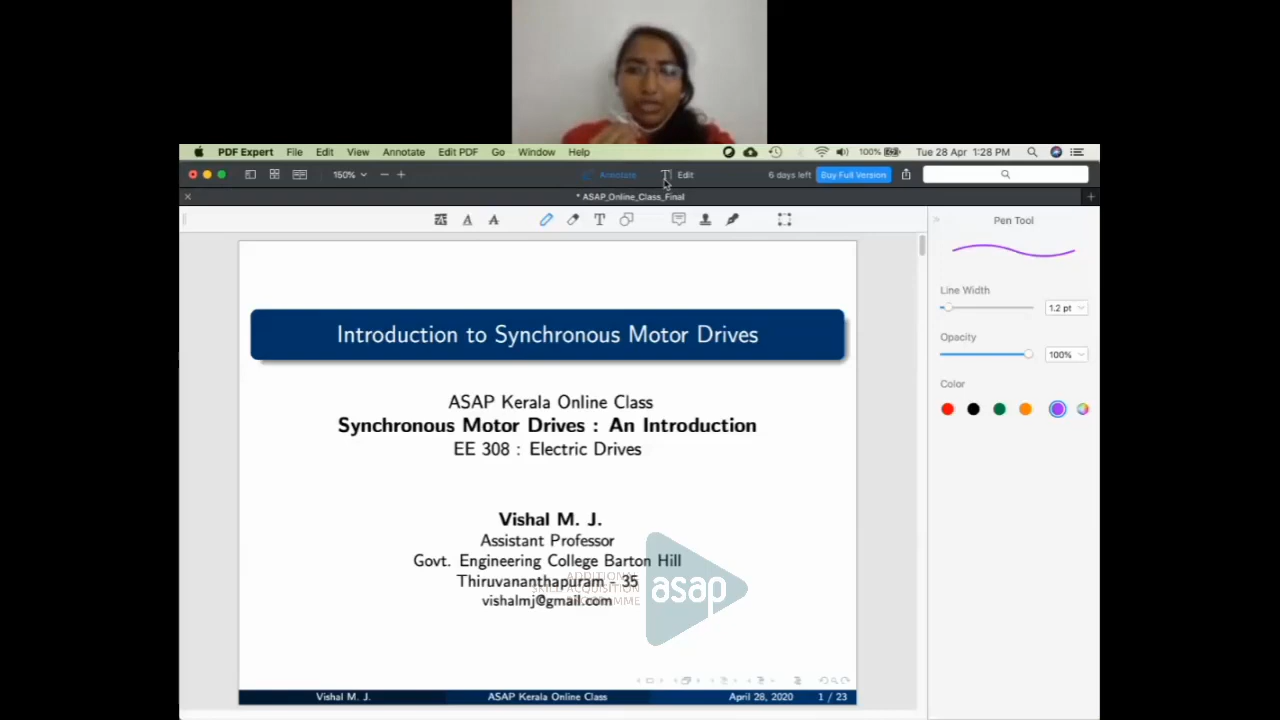 PDF Expert File Edit View Annotate Edit PDF Go Window Help 100% Tue 28 Apr 1:28 PM
150% Annotate Edit 6 days left Buy Full Version
* ASAP_Online_Class_Final
Pen Tool
Line Width
1.2 pt
Opacity
100%
Color
Introduction to Synchronous Motor Drives
ASAP Kerala Online Class
Synchronous Motor Drives : An Introduction
EE 308 : Electric Drives
Vishal M. J.
Assistant Professor
Govt. Engineering College Barton Hill
Thiruvananthapuram - 35
vishalmj@gmail.com
ADDITIONAL
SKILL ACQUISITION
PROGRAMME
asap
Vishal M. J. ASAP Kerala Online Class April 28, 2020 1 / 23